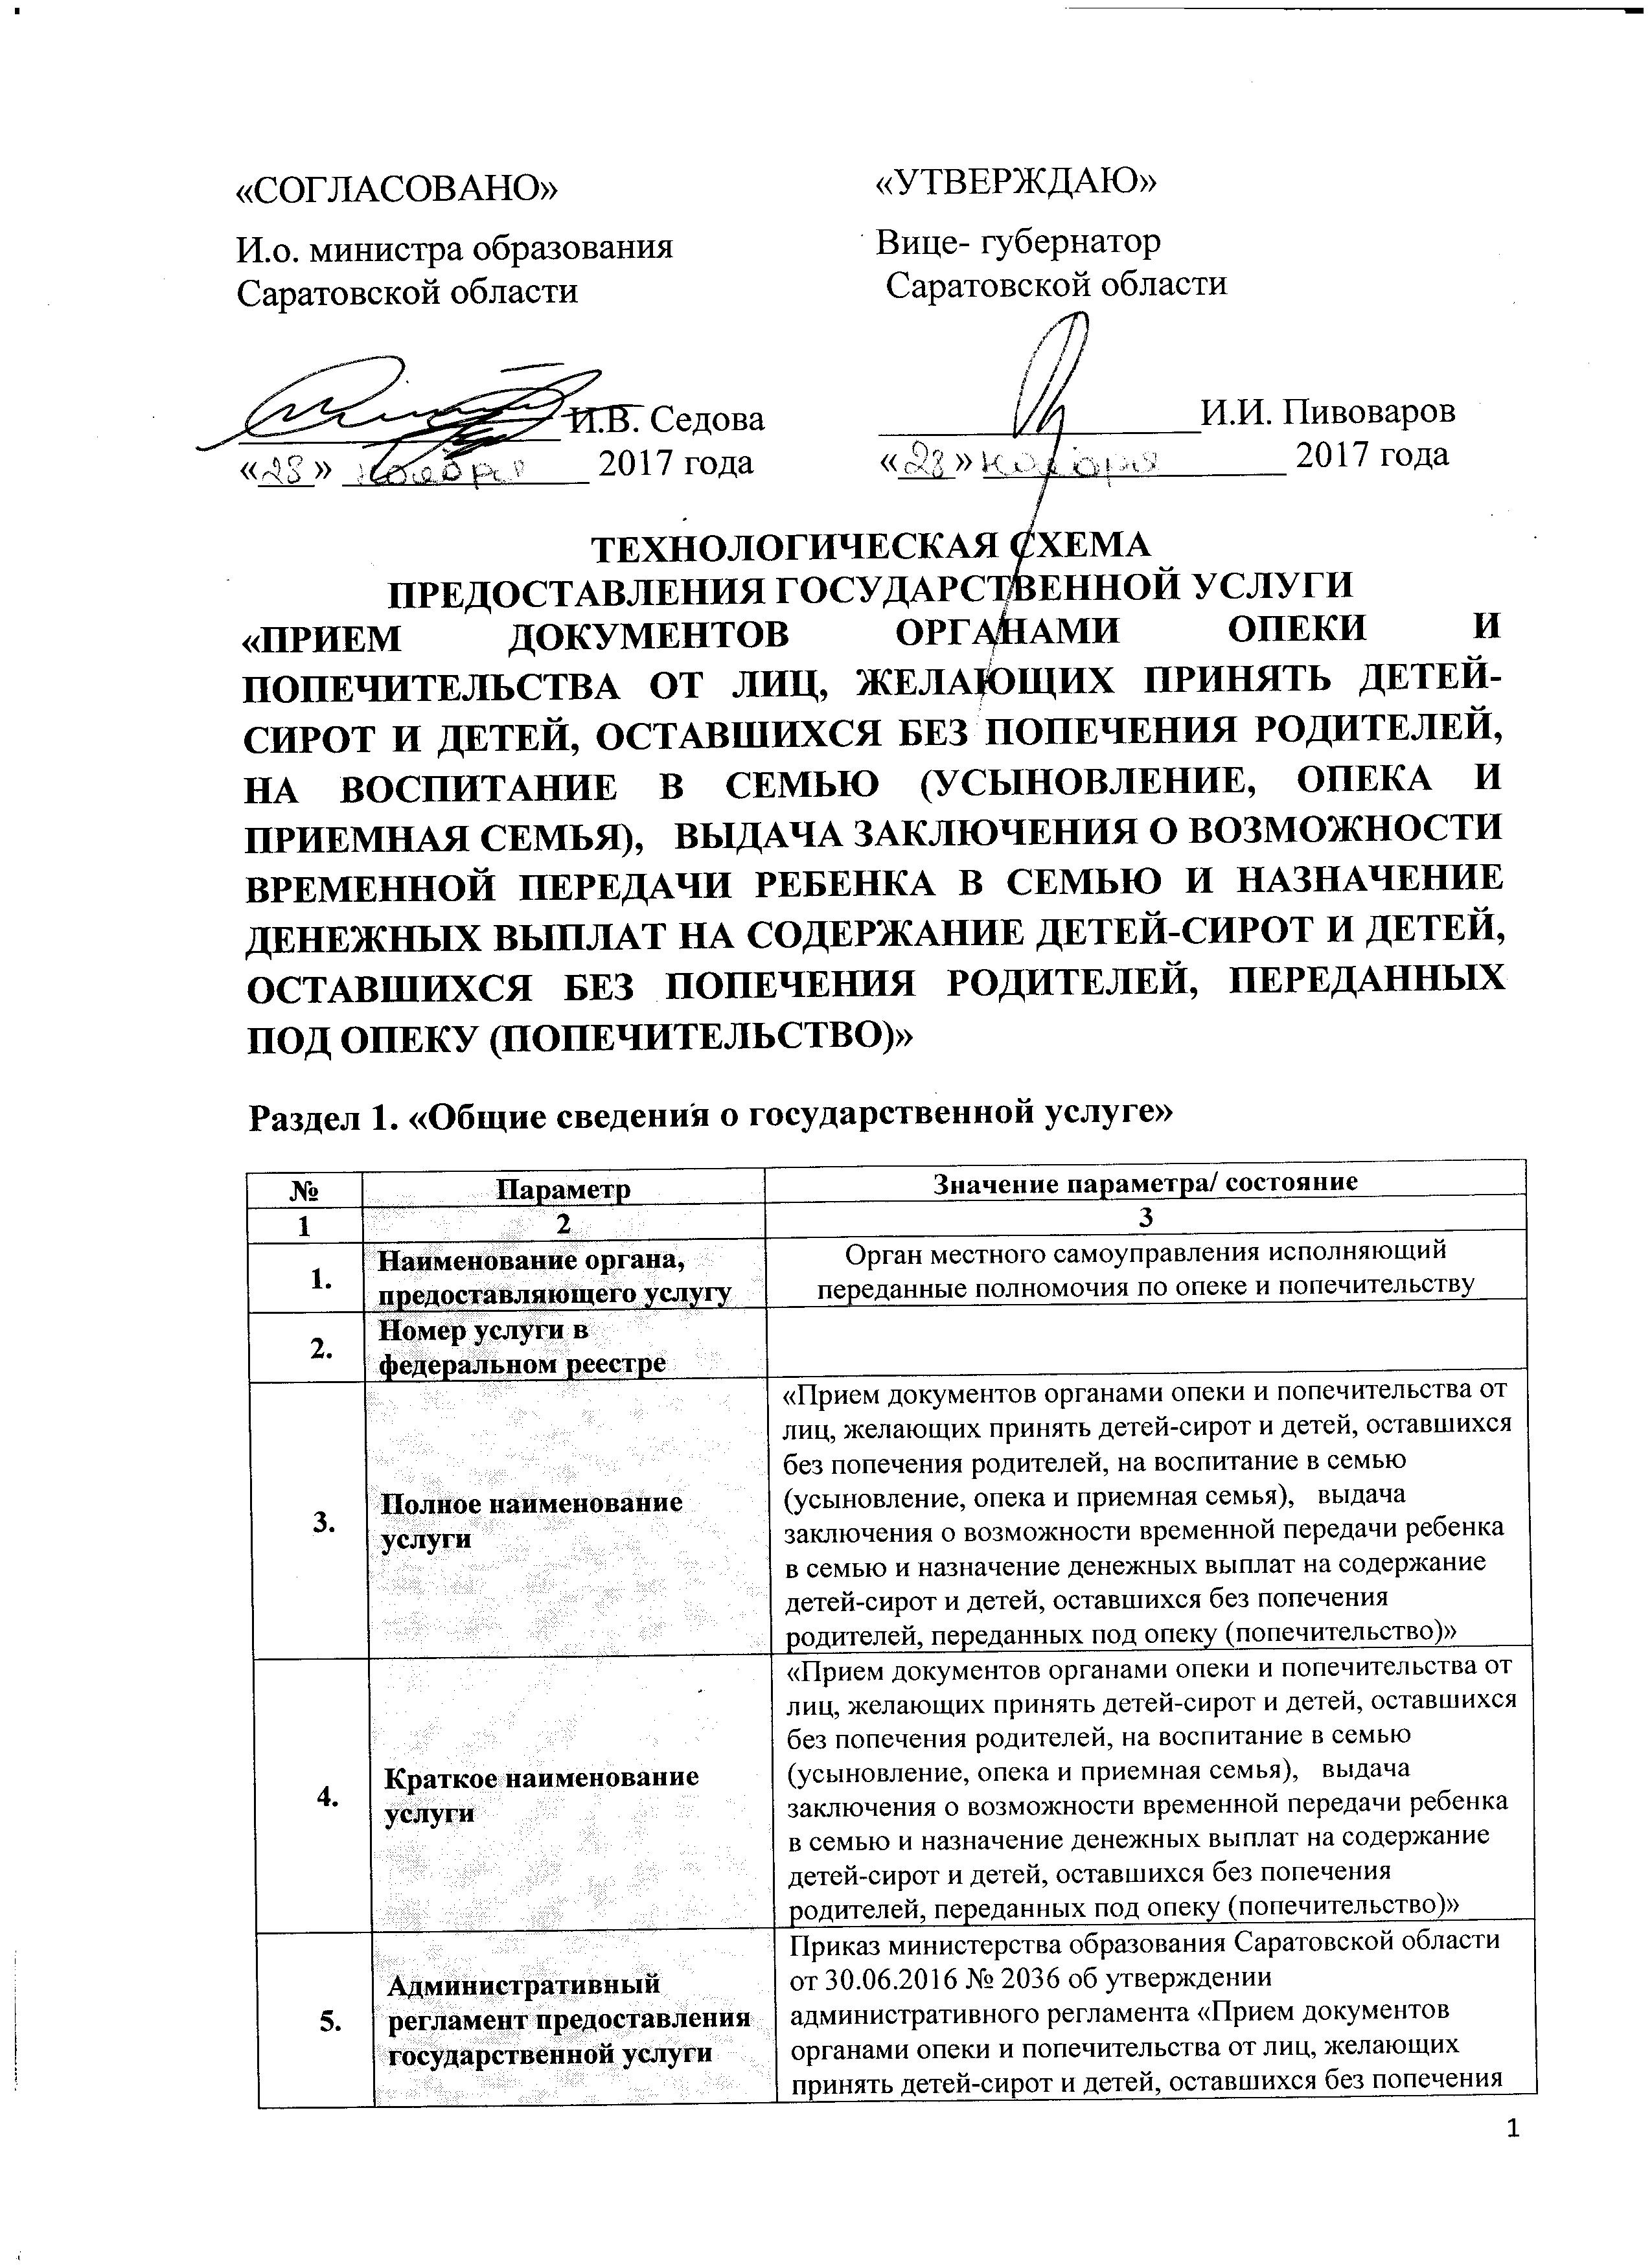 «СОГЛАСОВАНО»
И.о. министра образования
Саратовской области
И.В. Седова
«28» ноября 2017 года
«УТВЕРЖДАЮ»
Вице- губернатор
Саратовской области
И.И. Пивоваров
«28» ноября 2017 года
ТЕХНОЛОГИЧЕСКАЯ СХЕМА
ПРЕДОСТАВЛЕНИЯ ГОСУДАРСТВЕННОЙ УСЛУГИ
«ПРИЕМ ДОКУМЕНТОВ ОРГАНАМИ ОПЕКИ И
ПОПЕЧИТЕЛЬСТВА ОТ ЛИЦ, ЖЕЛАЮЩИХ ПРИНЯТЬ ДЕТЕЙ-
СИРОТ И ДЕТЕЙ, ОСТАВШИХСЯ БЕЗ ПОПЕЧЕНИЯ РОДИТЕЛЕЙ,
НА ВОСПИТАНИЕ В СЕМЬЮ (УСЫНОВЛЕНИЕ, ОПЕКА И
ПРИЕМНАЯ СЕМЬЯ), ВЫДАЧА ЗАКЛЮЧЕНИЯ О ВОЗМОЖНОСТИ
ВРЕМЕННОЙ ПЕРЕДАЧИ РЕБЕНКА В СЕМЬЮ И НАЗНАЧЕНИЕ
ДЕНЕЖНЫХ ВЫПЛАТ НА СОДЕРЖАНИЕ ДЕТЕЙ-СИРОТ И ДЕТЕЙ,
ОСТАВШИХСЯ БЕЗ ПОПЕЧЕНИЯ РОДИТЕЛЕЙ, ПЕРЕДАННЫХ
ПОД ОПЕКУ (ПОПЕЧИТЕЛЬСТВО)»
Раздел 1. «Общие сведения о государственной услуге»
№ Параметр Значение параметра/ состояние
1 2 3
1.
Наименование органа,
предоставляющего услугу
Орган местного самоуправления исполняющий
переданные полномочия по опеке и попечительству
2.
Номер услуги в
федеральном реестре
3.
Полное наименование
услуги
«Прием документов органами опеки и попечительства от
лиц, желающих принять детей-сирот и детей, оставшихся
без попечения родителей, на воспитание в семью
(усыновление, опека и приемная семья), выдача
заключения о возможности временной передачи ребенка
в семью и назначение денежных выплат на содержание
детей-сирот и детей, оставшихся без попечения
родителей, переданных под опеку (попечительство)»
4.
Краткое наименование
услуги
«Прием документов органами опеки и попечительства от
лиц, желающих принять детей-сирот и детей, оставшихся
без попечения родителей, на воспитание в семью
(усыновление, опека и приемная семья), выдача
заключения о возможности временной передачи ребенка
в семью и назначение денежных выплат на содержание
детей-сирот и детей, оставшихся без попечения
родителей, переданных под опеку (попечительство)»
5.
Административный
регламент предоставления
государственной услуги
Приказ министерства образования Саратовской области
от 30.06.2016 № 2036 об утверждении
административного регламента «Прием документов
органами опеки и попечительства от лиц, желающих
принять детей-сирот и детей, оставшихся без попечения
1